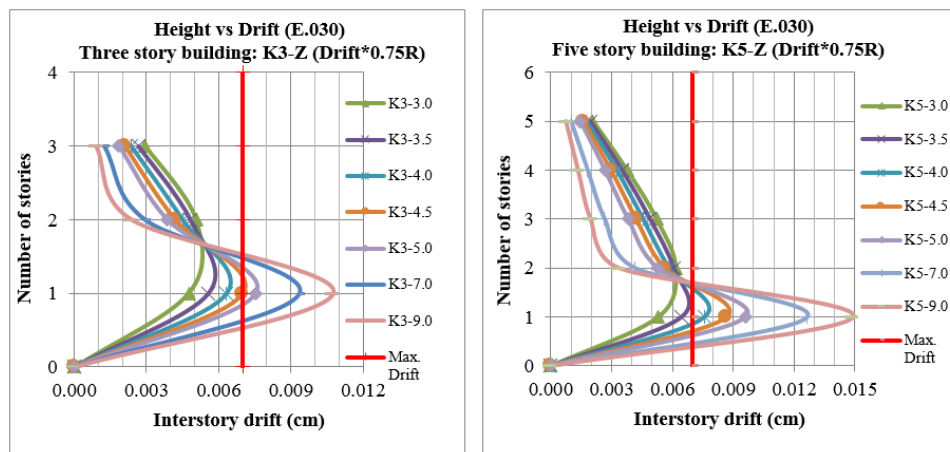 Height vs Drift (E.030)
Three story building: K3-Z (Drift*0.75R)
4
3
2
1
0
Number of stories
0.000 0.003 0.006 0.009 0.012
Interstory drift (cm)
K3-3.0
K3-3.5
K3-4.0
K3-4.5
K3-5.0
K3-7.0
K3-9.0
Max.
Drift
Height vs Drift (E.030)
Five story building: K5-Z (Drift*0.75R)
6
5
4
3
2
1
0
Number of stories
0.000 0.003 0.006 0.009 0.012 0.015
Interstory drift (cm)
K5-3.0
K5-3.5
K5-4.0
K5-4.5
K5-5.0
K5-7.0
K5-9.0
Max.
Drift